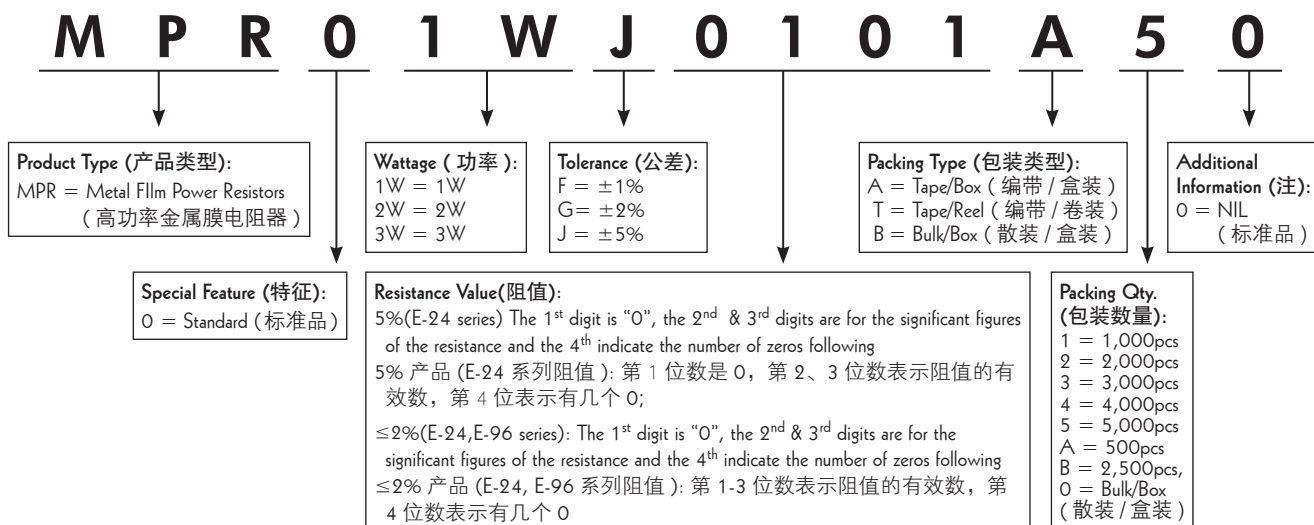 M P R 0 1 W J 0 1 0 1 A 5 0
Product Type (产品类型):
MPR = Metal FIlm Power Resistors
(高功率金属膜电阻器)
Wattage (功率):
1W = 1W
2W = 2W
3W = 3W
Tolerance (公差):
F = ±1%
G= ±2%
J = ±5%
Packing Type (包装类型):
A = Tape/Box (编带/盒装)
T = Tape/Reel (编带/卷装)
B = Bulk/Box (散装/盒装)
Additional
Information (注):
0 = NIL
(标准品)
Special Feature (特征):
0 = Standard (标准品)
Resistance Value(阻值):
5%(E-24 series) The 1st digit is “0”, the 2nd & 3rd digits are for the significant figures
of the resistance and the 4th indicate the number of zeros following
5% 产品 (E-24 系列阻值): 第 1 位数是 0，第 2、3 位数表示阻值的有
效数，第 4 位表示有几个 0;
≤2%(E-24,E-96 series): The 1st digit is “0”, the 2nd & 3rd digits are for the
significant figures of the resistance and the 4th indicate the number of zeros following
≤2% 产品 (E-24, E-96 系列阻值): 第 1-3 位数表示阻值的有效数，第
4 位数表示有几个 0
Packing Qty.
(包装数量):
1 = 1,000pcs
2 = 2,000pcs
3 = 3,000pcs
4 = 4,000pcs
5 = 5,000pcs
A = 500pcs
B = 2,500pcs,
0 = Bulk/Box
(散装/盒装)